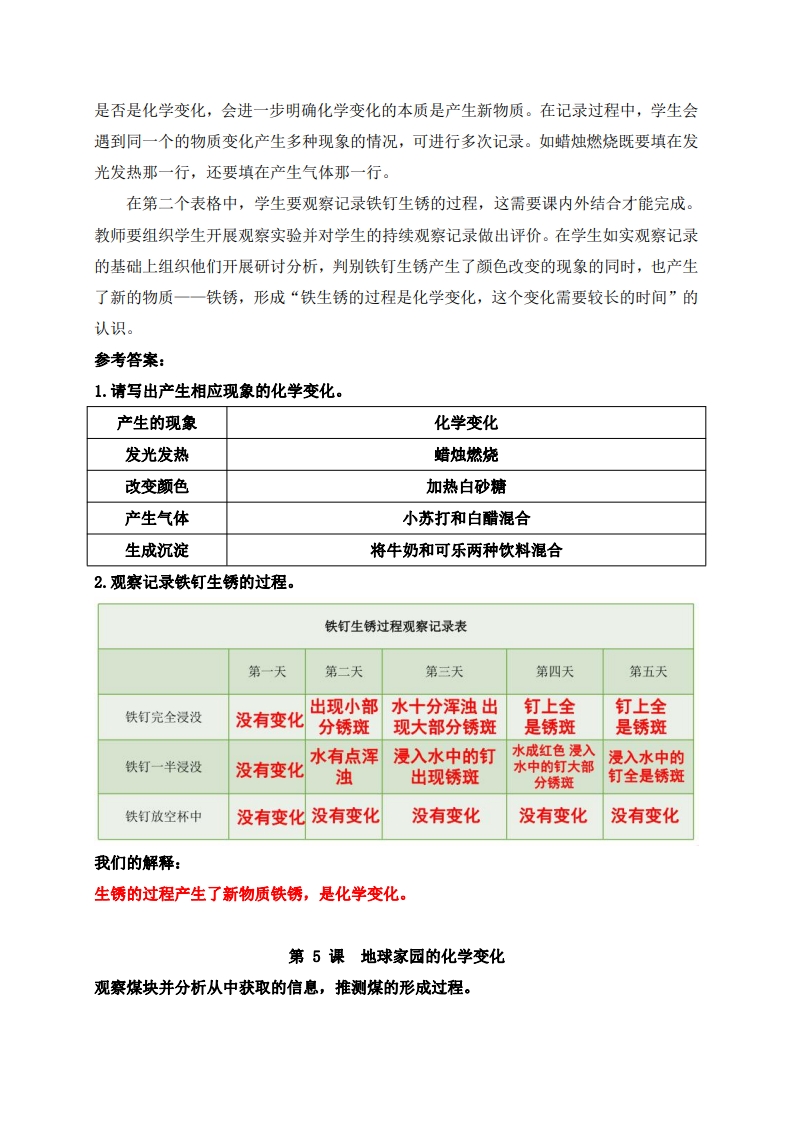 是否是化学变化，会进一步明确化学变化的本质是产生新物质。在记录过程中，学生会
遇到同一个的物质变化产生多种现象的情况，可进行多次记录。如蜡烛燃烧既要填在发
光发热那一行，还要填在产生气体那一行。
在第二个表格中，学生要观察记录铁钉生锈的过程，这需要课内外结合才能完成。
教师要组织学生开展观察实验并对学生的持续观察记录做出评价。在学生如实观察记录
的基础上组织他们开展研讨分析，判别铁钉生锈产生了颜色改变的现象的同时，也产生
了新的物质——铁锈，形成“铁生锈的过程是化学变化，这个变化需要较长的时间”的
认识。
参考答案：
1.请写出产生相应现象的化学变化。
产生的现象 化学变化
发光发热 蜡烛燃烧
改变颜色 加热白砂糖
产生气体 小苏打和白醋混合
生成沉淀 将牛奶和可乐两种饮料混合
2.观察记录铁钉生锈的过程。
铁钉生锈过程观察记录表
第一天 第二天 第三天 第四天 第五天
铁钉完全浸没 没有变化 出现小部分锈斑 水十分浑浊 出现大部分锈斑 钉上全是锈斑 钉上全是锈斑
铁钉一半浸没 没有变化 水有点浑浊 浸入水中的钉出现锈斑 水成红色 浸入水中的钉大部分锈斑 浸入水中的钉全是锈斑
铁钉放空杯中 没有变化 没有变化 没有变化 没有变化 没有变化
我们的解释：
生锈的过程产生了新物质铁锈，是化学变化。
第 5 课 地球家园的化学变化
观察煤块并分析从中获取的信息，推测煤的形成过程。